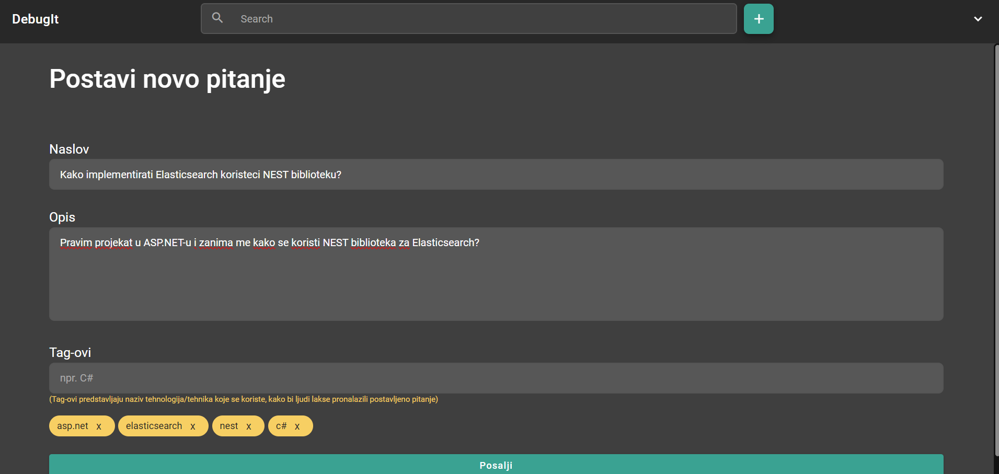 DebugIt
Search
+
Postavi novo pitanje
Naslov
Kako implementirati Elasticsearch koristeci NEST biblioteku?
Opis
Pravim projekat u ASP.NET-u i zanima me kako se koristi NEST biblioteka za Elasticsearch?
Tag-ovi
npr. C#
(Tag-ovi predstavljaju naziv tehnologija/tehnika koje se koriste, kako bi ljudi lakse pronalazili postavljeno pitanje)
asp.net x elasticsearch x nest x c# x
Posalji